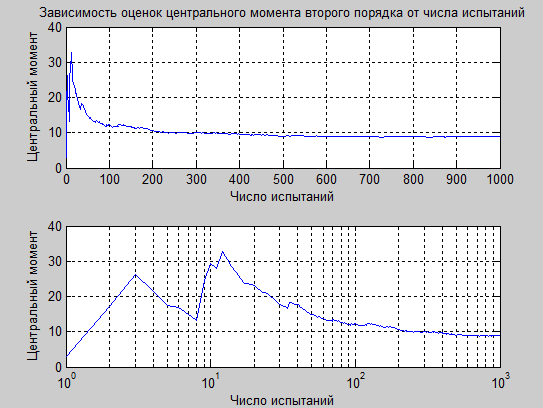 Зависимость оценок центрального момента второго порядка от числа испытаний
Центральный момент
40
30
20
10
0
0 100 200 300 400 500 600 700 800 900 1000
Число испытаний
Центральный момент
40
30
20
10
0
10^0 10^1 10^2 10^3
Число испытаний